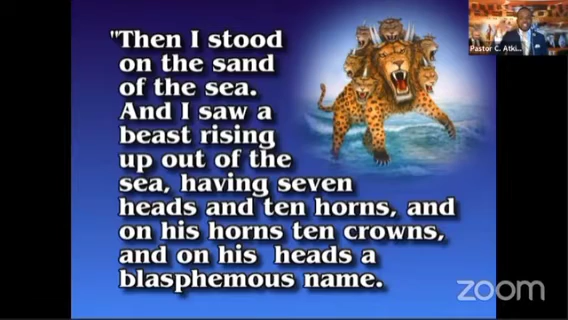 "Then I stood
on the sand
of the sea.
And I saw a
beast rising
up out of the
sea, having seven
heads and ten horns, and
on his horns ten crowns,
and on his heads a
blasphemous name.
Pastor C. Atki...
zoom